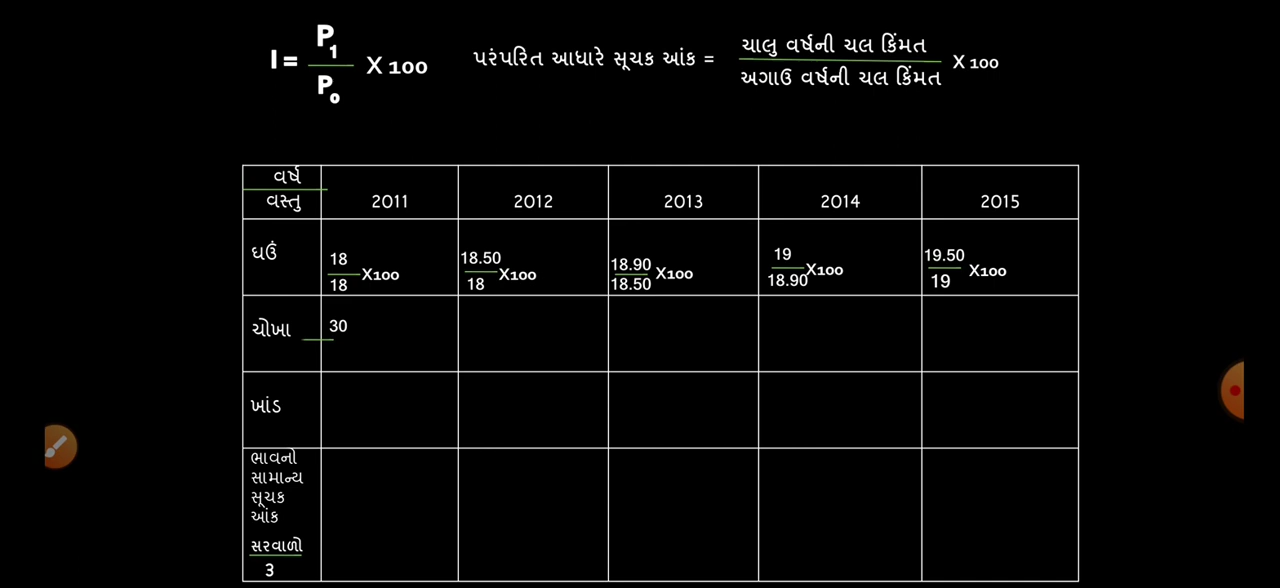 I = P₁ / P₀ X 100
પરંપરિત આધારે સૂચક આંક = ચાલુ વર્ષની ચલ કિંમત / અગાઉ વર્ષની ચલ કિંમત X 100
વર્ષ
વસ્તુ 2011 2012 2013 2014 2015
ઘઉં 18/18 X100 18.50/18 X100 18.90/18.50 X100 19/18.90 X100 19.50/19 X100
ચોખા 30
ખાંડ
ભાવનો
સામાન્ય
સૂચક
આંક
સરવાળો
3